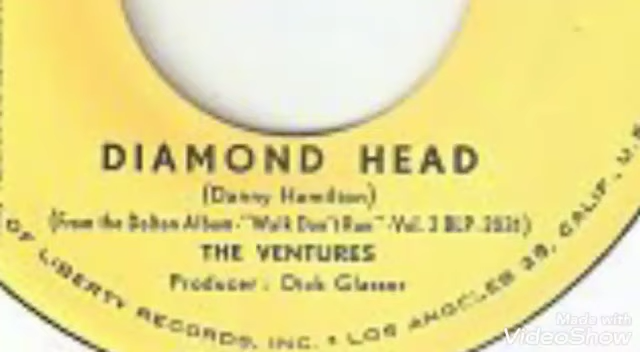 DIAMOND HEAD
(Danny Hamilton)
(From the Dolton Album - "Walk Don't Run" - Vol. 2 BLP
THE VENTURES
Producer: Dick Glasser
OF LIBERTY RECORDS, INC. • LOS ANGELES 28, CALIF. U.S.
Made with
VideoShow